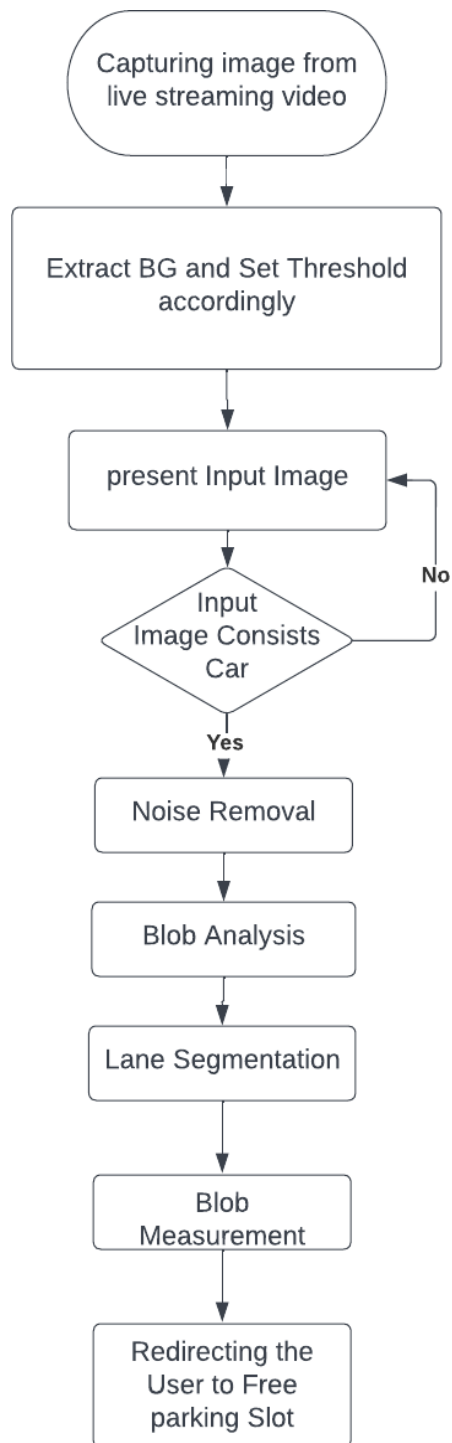 Capturing image from
live streaming video
Extract BG and Set Threshold
accordingly
present Input Image
No
Input
Image Consists
Car
Yes
Noise Removal
Blob Analysis
Lane Segmentation
Blob
Measurement
Redirecting the
User to Free
parking Slot